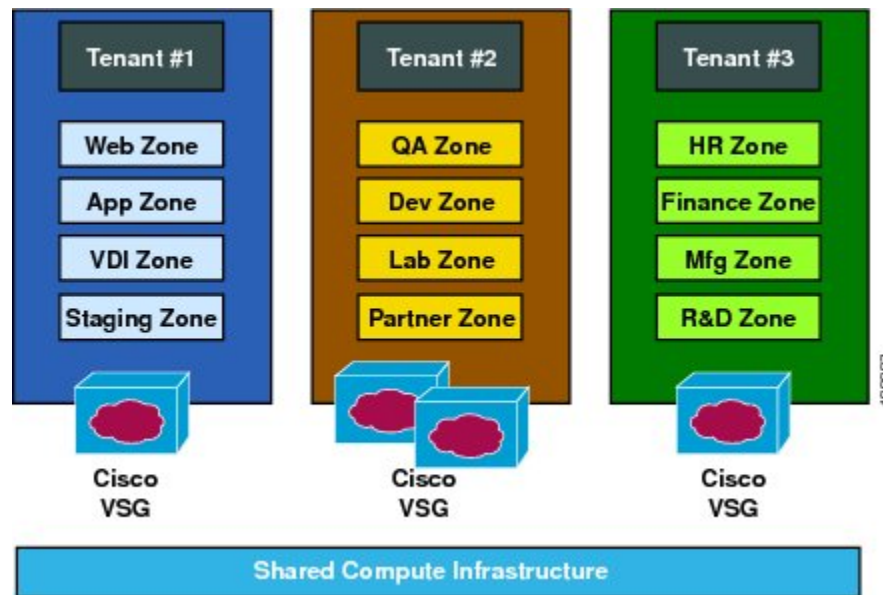 Tenant #1
Tenant #2
Tenant #3
Web Zone
QA Zone
HR Zone
App Zone
Dev Zone
Finance Zone
VDI Zone
Lab Zone
Mfg Zone
Staging Zone
Partner Zone
R&D Zone
Cisco
VSG
Cisco
VSG
Cisco
VSG
Shared Compute Infrastructure